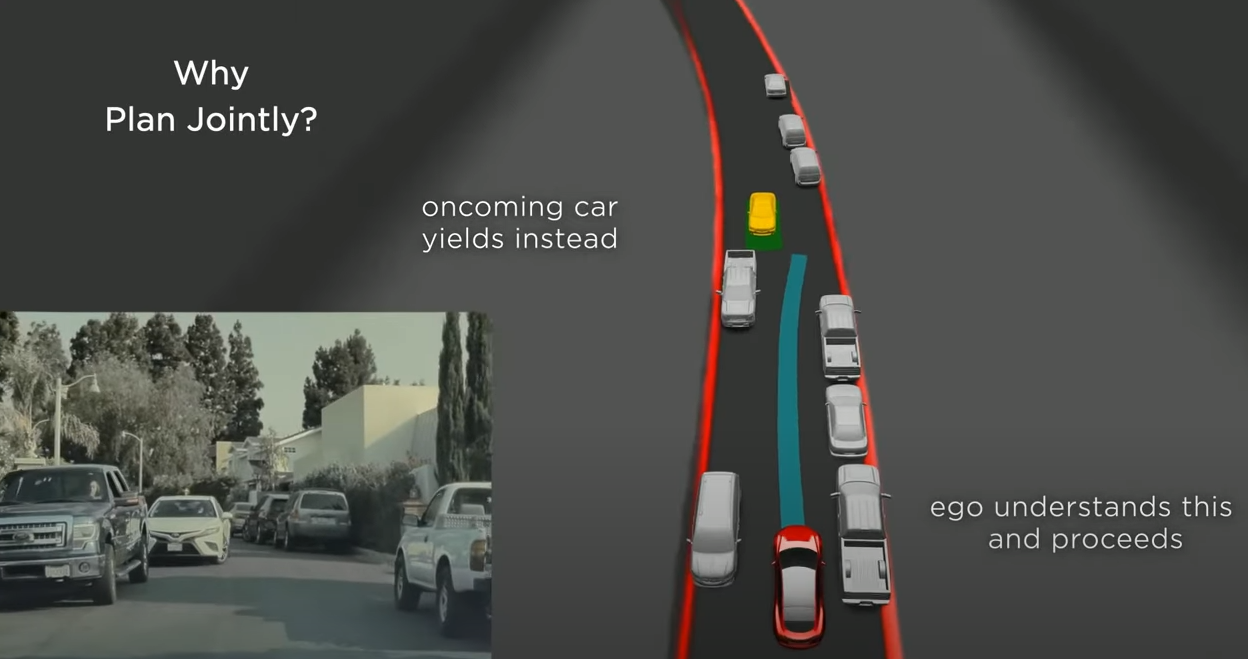 Why
Plan Jointly?
oncoming car
yields instead
ego understands this
and proceeds